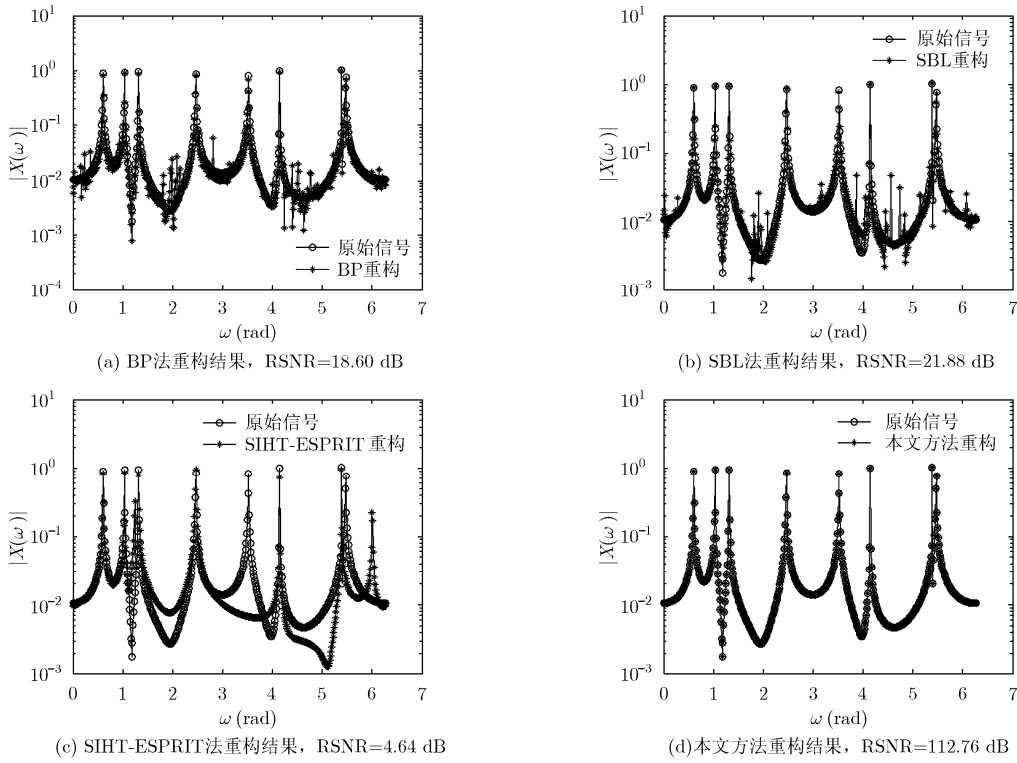 10^1
10^0
10^-1
10^-2
10^-3
10^-4
|X(ω)|
原始信号
BP重构
0 1 2 3 4 5 6 7
ω (rad)
(a) BP法重构结果，RSNR=18.60 dB
10^1
10^0
10^-1
10^-2
10^-3
|X(ω)|
原始信号
SBL重构
0 1 2 3 4 5 6 7
ω (rad)
(b) SBL法重构结果，RSNR=21.88 dB
10^1
10^0
10^-1
10^-2
10^-3
|X(ω)|
原始信号
SIHT-ESPRIT 重构
0 1 2 3 4 5 6 7
ω (rad)
(c) SIHT-ESPRIT法重构结果，RSNR=4.64 dB
10^1
10^0
10^-1
10^-2
10^-3
|X(ω)|
原始信号
本文方法重构
0 1 2 3 4 5 6 7
ω (rad)
(d)本文方法重构结果，RSNR=112.76 dB